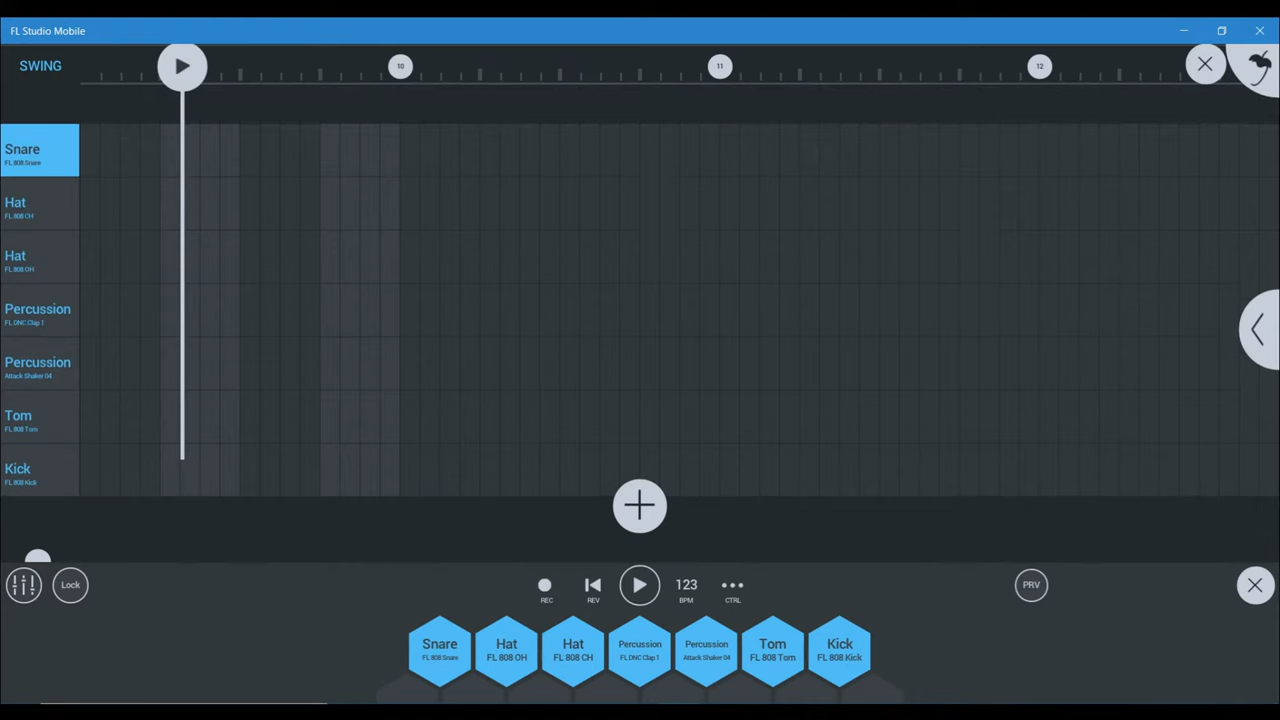 FL Studio Mobile
SWING
10
11
12
Snare
FL 808 Snare
Hat
FL 808 CH
Hat
FL 808 OH
Percussion
FL DNC Clap 1
Percussion
Attack Shaker 04
Tom
FL 808 Tom
Kick
FL 808 Kick
Lock
REC
REV
123
BPM
CTRL
PRV
Snare
FL 808 Snare
Hat
FL 808 OH
Hat
FL 808 CH
Percussion
FL DNC Clap 1
Percussion
Attack Shaker 04
Tom
FL 808 Tom
Kick
FL 808 Kick